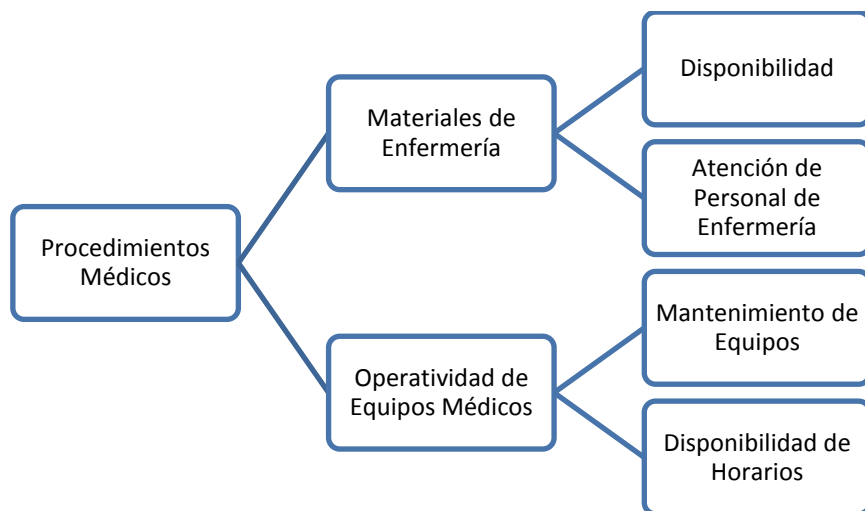 Disponibilidad
Materiales de
Enfermería
Atención de
Personal de
Enfermería
Procedimientos
Médicos
Mantenimiento de
Equipos
Operatividad de
Equipos Médicos
Disponibilidad de
Horarios